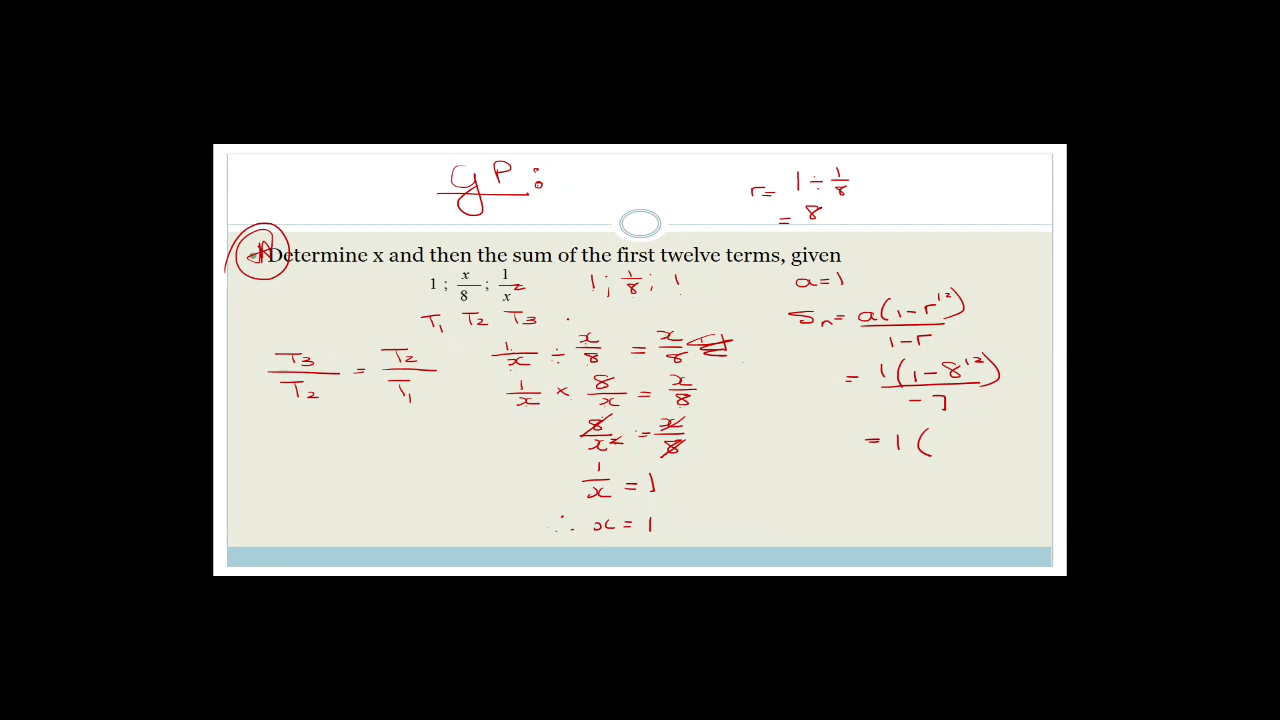 GP:
r = 1 ÷ 1/8
= 8
Determine x and then the sum of the first twelve terms, given
1 ; x/8 ; 1/x 2
1 ; 1/8 ; 1
T1 T2 T3
T3/T2 = T2/T1
1/x ÷ x/8 = x/8
1/x × 8/x = x/8
8/x² = x/8
1/x = 1
∴ x = 1
a = 1
Sn = a(1-r^12)/1-r
= 1(1-8^12)/-7
= 1(